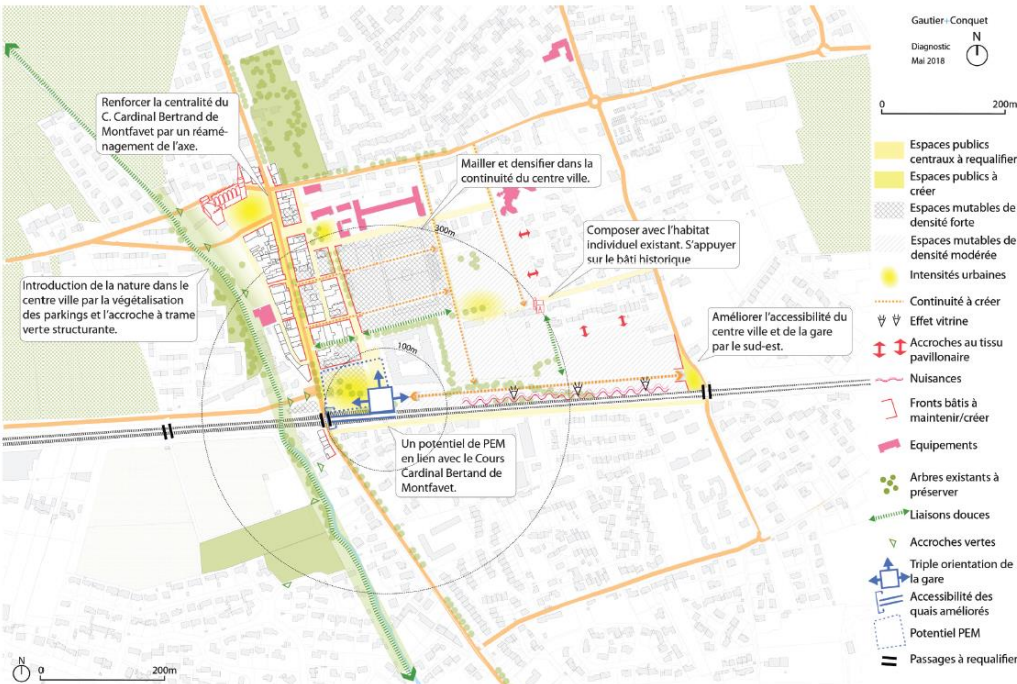 Gautier+Conquet
Diagnostic
Mai 2018
N
0
200m
Renforcer la centralité du
C. Cardinal Bertrand de
Montfavet par un réamé-
nagement de l'axe.
Mailler et densifier dans la
continuité du centre ville.
300m
Composer avec l'habitat
individuel existant. S'appuyer
sur le bâti historique
Introduction de la nature dans le
centre ville par la végétalisation
des parkings et l'accroche à trame
verte structurante.
Améliorer l'accessibilité du
centre ville et de la gare
par le sud-est.
100m
Un potentiel de PEM
en lien avec le Cours
Cardinal Bertand de
Montfavet.
Espaces publics
centraux à requalifier
Espaces publics à
créer
Espaces mutables de
densité forte
Espaces mutables de
densité modérée
Intensités urbaines
Continuité à créer
Effet vitrine
Accroches au tissu
pavillonaire
Nuisances
Fronts bâtis à
maintenir/créer
Equipements
Arbres existants à
préserver
Liaisons douces
Accroches vertes
Triple orientation de
la gare
Accessibilité des
quais améliorés
Potentiel PEM
Passages à requalifier
N
0
200m